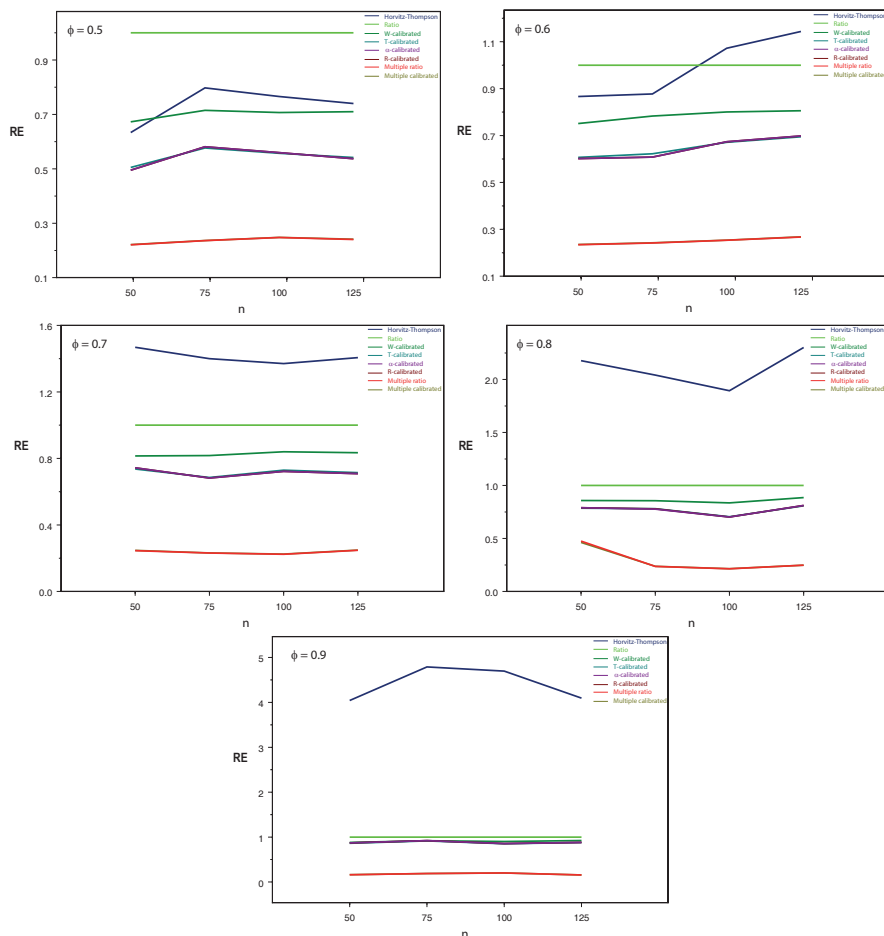 ϕ = 0.5
Horvitz-Thompson
Ratio
W-calibrated
T-calibrated
α-calibrated
R-calibrated
Multiple ratio
Multiple calibrated
RE
0.9
0.7
0.5
0.3
0.1
50
75
100
125
n
ϕ = 0.6
Horvitz-Thompson
Ratio
W-calibrated
T-calibrated
α-calibrated
R-calibrated
Multiple ratio
Multiple calibrated
RE
1.1
0.9
0.7
0.5
0.3
0.1
50
75
100
125
n
ϕ = 0.7
Horvitz-Thompson
Ratio
W-calibrated
T-calibrated
α-calibrated
R-calibrated
Multiple ratio
Multiple calibrated
RE
1.6
1.2
0.8
0.4
0.0
50
75
100
125
n
ϕ = 0.8
Horvitz-Thompson
Ratio
W-calibrated
T-calibrated
α-calibrated
R-calibrated
Multiple ratio
Multiple calibrated
RE
2.0
1.5
1.0
0.5
0.0
50
75
100
125
n
ϕ = 0.9
Horvitz-Thompson
Ratio
W-calibrated
T-calibrated
α-calibrated
R-calibrated
Multiple ratio
Multiple calibrated
RE
5
4
3
2
1
0
50
75
100
125
n